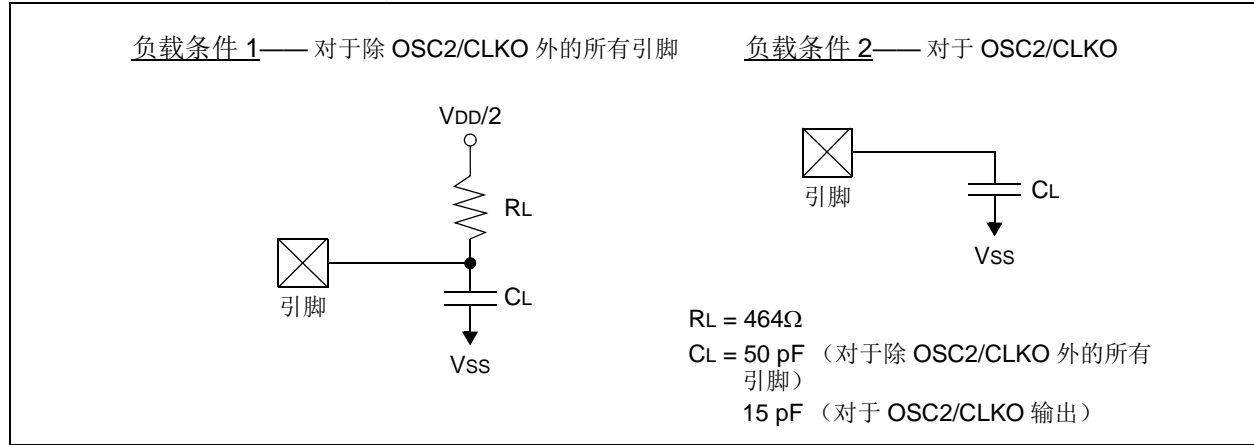 负载条件 1—— 对于除 OSC2/CLKO 外的所有引脚
VDD/2
RL
引脚
CL
VSS
负载条件 2—— 对于 OSC2/CLKO
引脚
CL
VSS
RL = 464Ω
CL = 50 pF （对于除 OSC2/CLKO 外的所有
引脚）
15 pF （对于 OSC2/CLKO 输出）